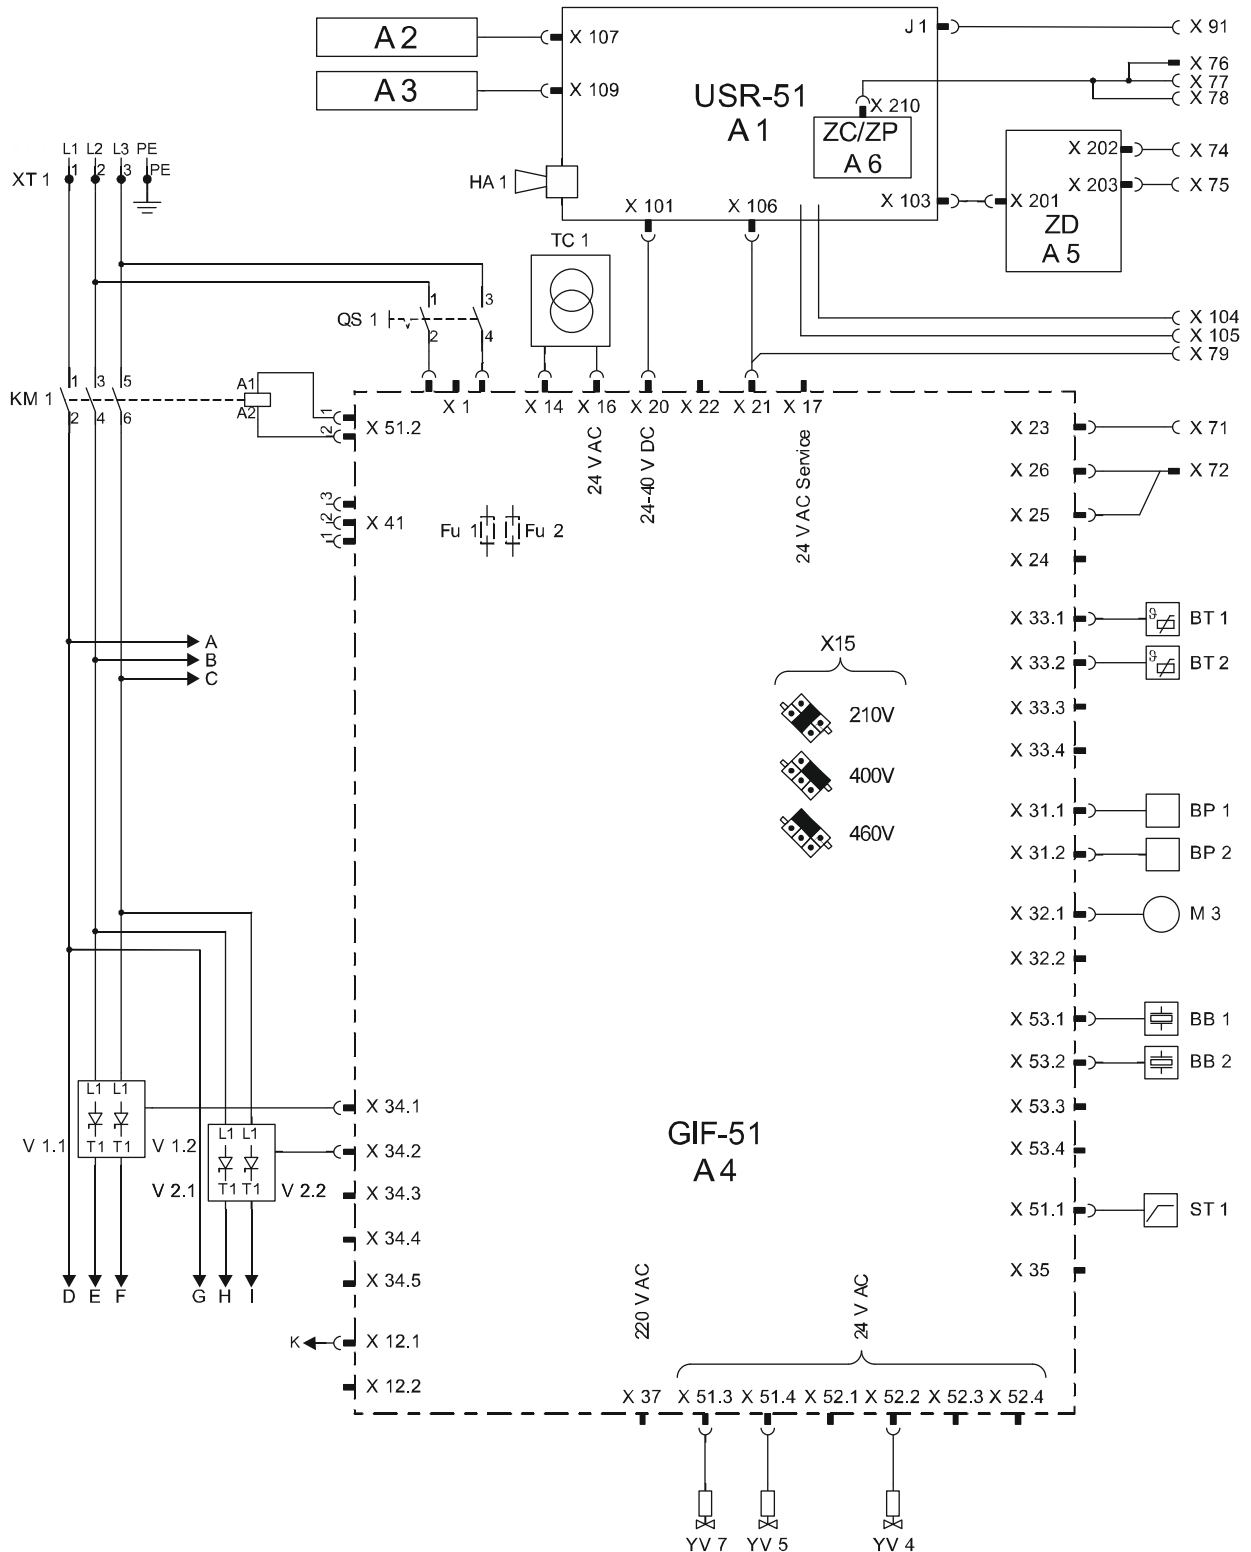 A 2
X 107
J 1
X 91
A 3
X 109
USR-51
A 1
X 76
X 77
X 78
X 210
ZC/ZP
A 6
X 202
X 74
X 203
X 75
L1 L2 L3 PE
XT 1
1 2 3 PE
HA 1
X 101
X 106
X 103
X 201
ZD
A 5
TC 1
QS 1
1 3
2 4
X 104
X 105
X 79
KM 1
1 3 5
2 4 6
A1
A2
1
2
X 51.2
X 1
X 14
X 16
X 20
X 22
X 21
X 17
24 V AC
24-40 V DC
24 V AC Service
X 23
X 71
X 26
X 72
X 25
X 24
3
2
1
X 41
Fu 1
Fu 2
X 33.1
BT 1
X 33.2
BT 2
X 33.3
X 33.4
ϑ
ϑ
A
B
C
X15
210V
400V
460V
X 31.1
BP 1
X 31.2
BP 2
X 32.1
M 3
X 32.2
X 53.1
BB 1
X 53.2
BB 2
X 53.3
X 53.4
L1 L1
T1 T1
V 1.1
V 1.2
L1 L1
T1 T1
V 2.1
V 2.2
X 34.1
X 34.2
X 34.3
X 34.4
X 34.5
GIF-51
A 4
X 51.1
ST 1
X 35
D E F G H I
K
X 12.1
X 12.2
220 V AC
24 V AC
X 37
X 51.3
X 51.4
X 52.1
X 52.2
X 52.3
X 52.4
YV 7
YV 5
YV 4